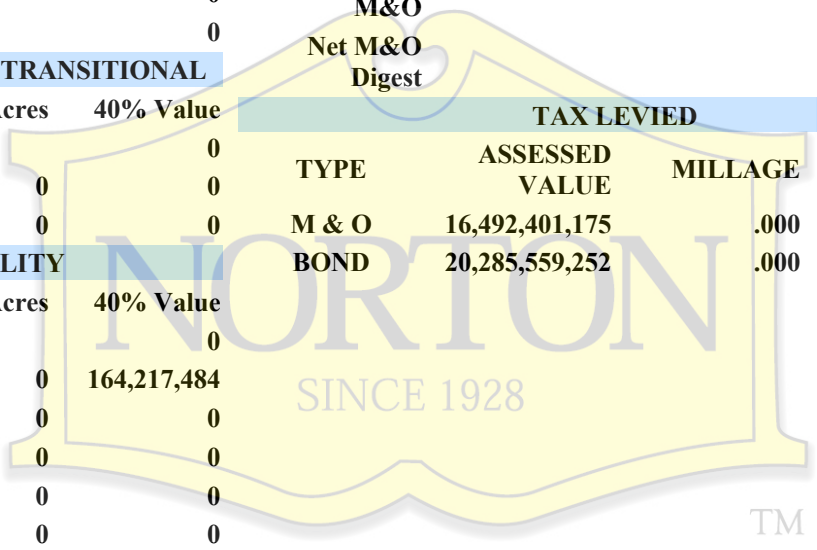 0
M&O
0
Net M&O
Digest
TRANSITIONAL
40% Value
0
0 0
0 0
40% Value
0
0 164,217,484
0 0
0 0
0 0
0 0
TAX LEVIED
TYPE ASSESSED VALUE MILLAGE
M & O 16,492,401,175 .000
BOND 20,285,559,252 .000
NORTON
SINCE 1928
TM